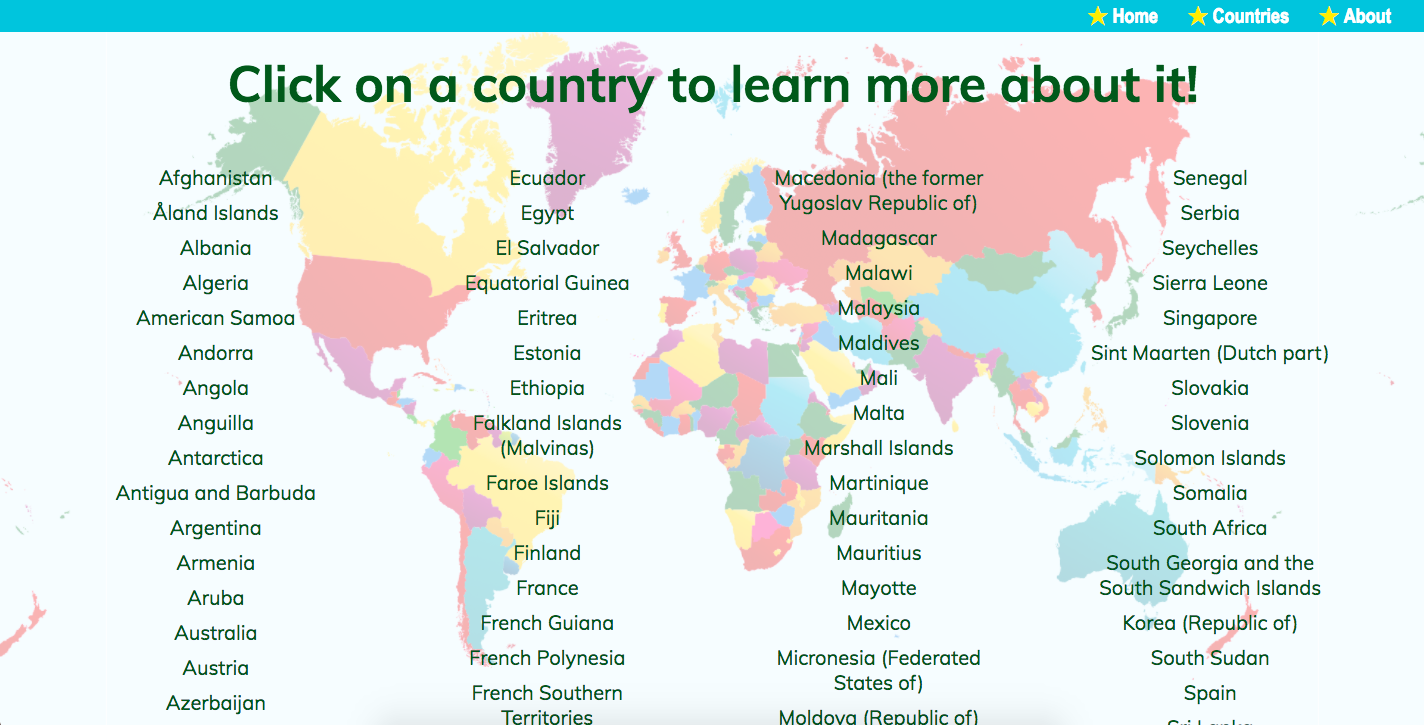 Home Countries About
Click on a country to learn more about it!
Afghanistan
Åland Islands
Albania
Algeria
American Samoa
Andorra
Angola
Anguilla
Antarctica
Antigua and Barbuda
Argentina
Armenia
Aruba
Australia
Austria
Azerbaijan
Ecuador
Egypt
El Salvador
Equatorial Guinea
Eritrea
Estonia
Ethiopia
Falkland Islands
(Malvinas)
Faroe Islands
Fiji
Finland
France
French Guiana
French Polynesia
French Southern
Territories
Macedonia (the former
Yugoslav Republic of)
Madagascar
Malawi
Malaysia
Maldives
Mali
Malta
Marshall Islands
Martinique
Mauritania
Mauritius
Mayotte
Mexico
Micronesia (Federated
States of)
Moldova (Republic of)
Senegal
Serbia
Seychelles
Sierra Leone
Singapore
Sint Maarten (Dutch part)
Slovakia
Slovenia
Solomon Islands
Somalia
South Africa
South Georgia and the
South Sandwich Islands
Korea (Republic of)
South Sudan
Spain
Sri Lanka